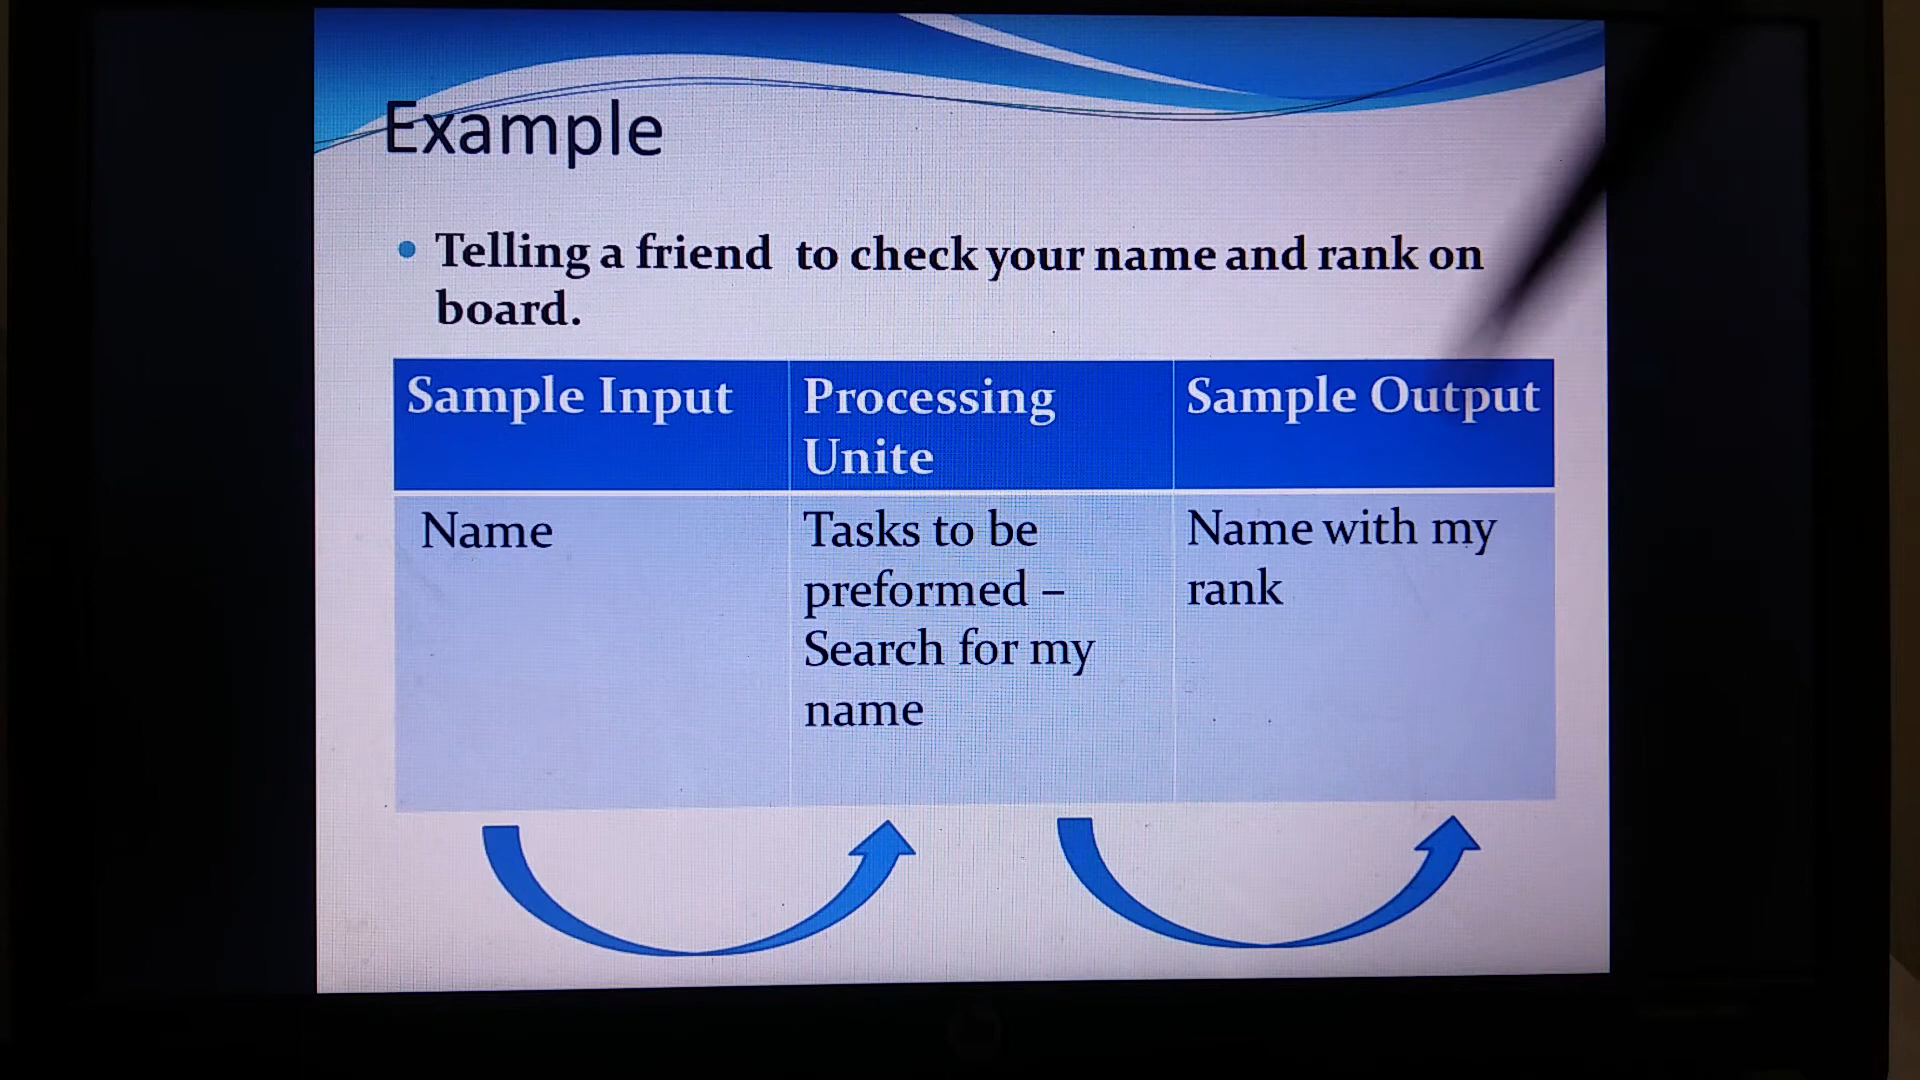 Example
• Telling a friend to check your name and rank on
board.
Sample Input
Processing
Unite
Sample Output
Name
Tasks to be
preformed –
Search for my
name
Name with my
rank